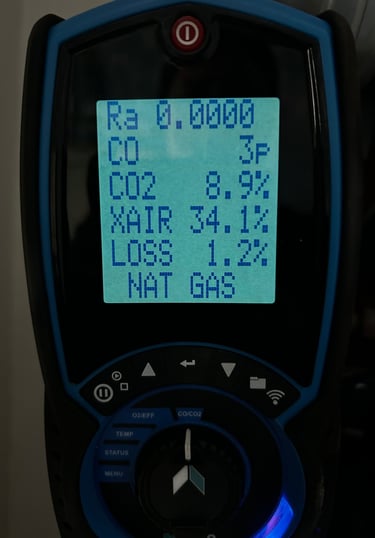 Ra 0.0000
CO 3P
CO2 8.9%
XAIR 34.1%
LOSS 1.2%
NAT GAS
O2/EFF
CO/CO2
TEMP
STATUS
MENU